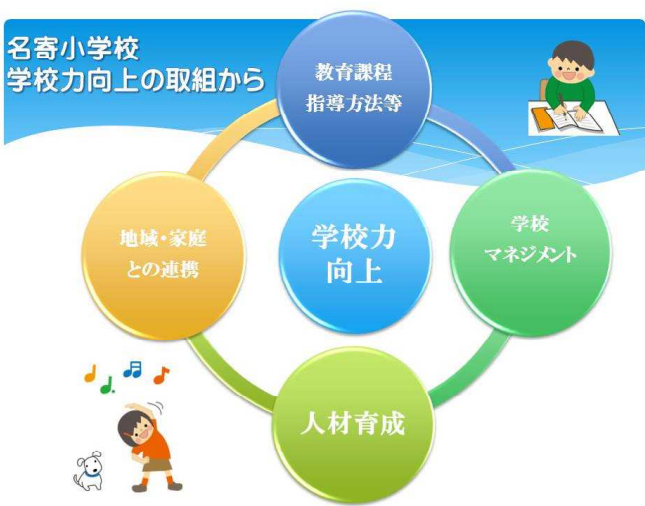 名寄小学校
学校力向上の取組から
教育課程
指導方法等
地域・家庭
との連携
学校力
向上
学校
マネジメント
人材育成